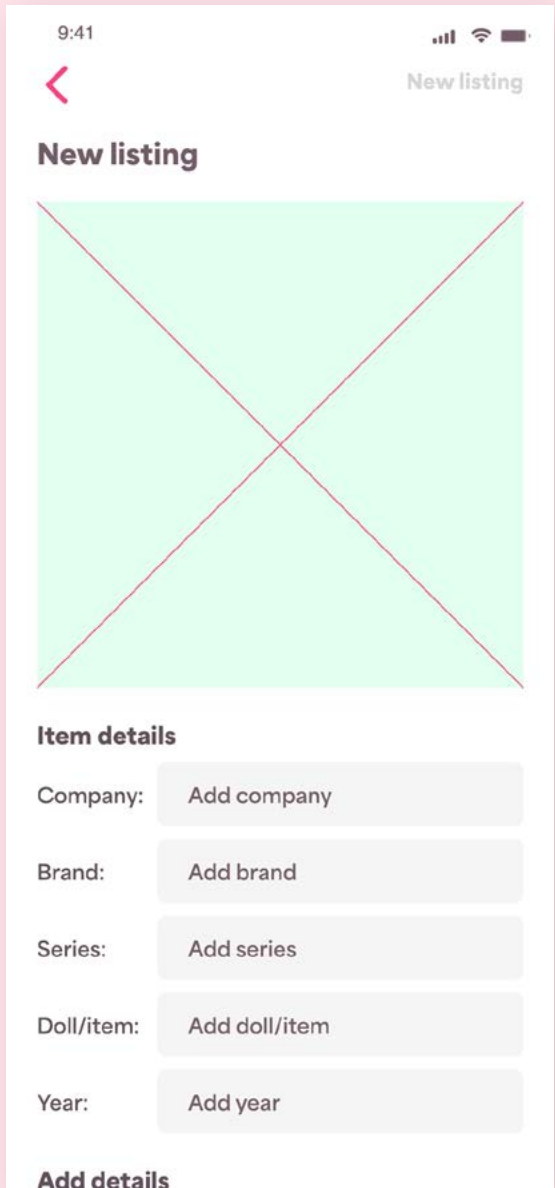 9:41
New listing
New listing
Item details
Company: Add company
Brand: Add brand
Series: Add series
Doll/item: Add doll/item
Year: Add year
Add details